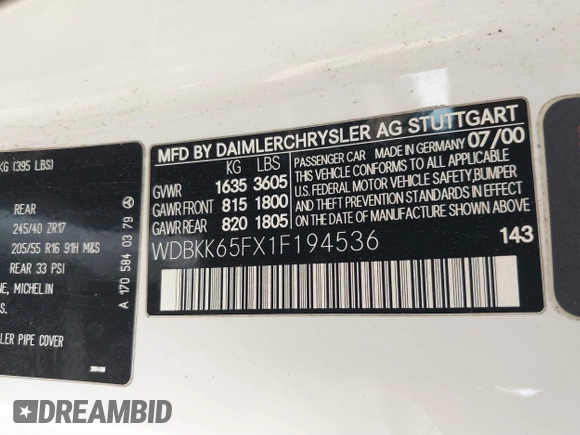 KG (395 LBS)
REAR
245/40 ZR17
205/55 R16 91H M&S
REAR 33 PSI
NE, MICHELIN
S.
LER PIPE COVER
A 170 584 03 79
MFD BY DAIMLERCHRYSLER AG STUTTGART
KG LBS
GVWR 1635 3605
GAWR FRONT 815 1800
GAWR REAR 820 1805
PASSENGER CAR MADE IN GERMANY 07/00
THIS VEHICLE CONFORMS TO ALL APPLICABLE
U.S. FEDERAL MOTOR VEHICLE SAFETY, BUMPER
AND THEFT PREVENTION STANDARDS IN EFFECT
ON THE DATE OF MANUFACTURE SHOWN ABOVE.
WDBKK65FX1F194536
143
DREAMBID